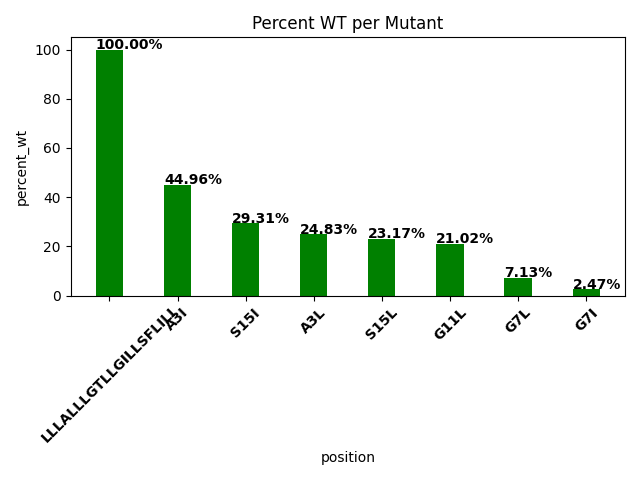 Percent WT per Mutant
percent_wt
100
80
60
40
20
0
100.00%
44.96%
29.31%
24.83%
23.17%
21.02%
7.13%
2.47%
A3I
S15I
A3L
S15L
G11L
G7L
G7I
position